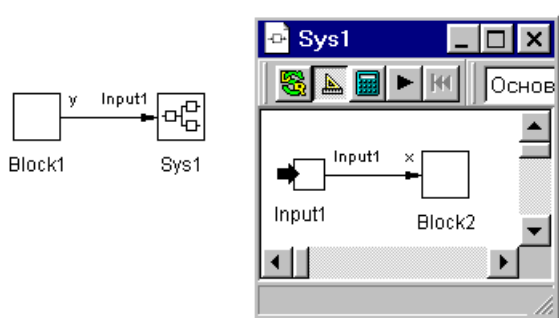 y Input1
Block1 Sys1
Sys1
Основ
Input1 x
Input1 Block2